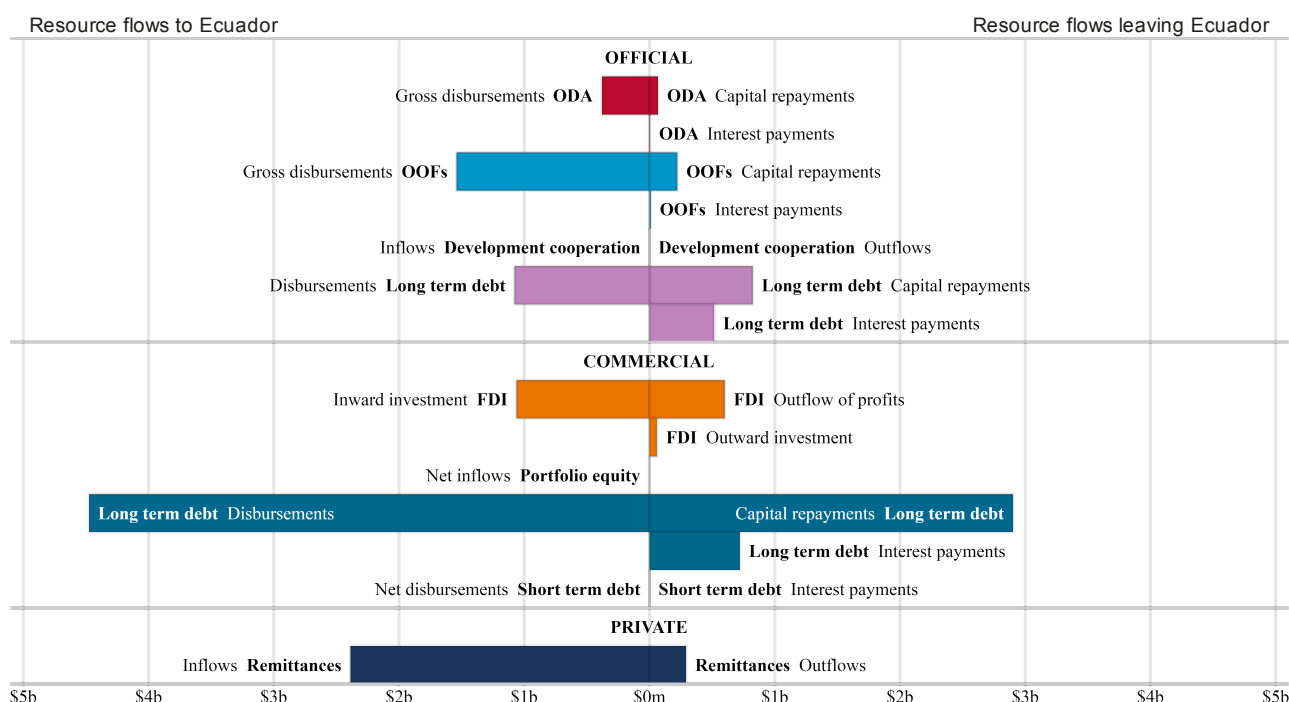 Resource flows to Ecuador Resource flows leaving Ecuador
OFFICIAL
Gross disbursements ODA ODA Capital repayments
ODA Interest payments
Gross disbursements OOFs OOFs Capital repayments
OOFs Interest payments
Inflows Development cooperation Development cooperation Outflows
Disbursements Long term debt Long term debt Capital repayments
Long term debt Interest payments
COMMERCIAL
Inward investment FDI FDI Outflow of profits
FDI Outward investment
Net inflows Portfolio equity
Long term debt Disbursements Capital repayments Long term debt
Long term debt Interest payments
Net disbursements Short term debt Short term debt Interest payments
PRIVATE
Inflows Remittances Remittances Outflows
$5b $4b $3b $2b $1b $0m $1b $2b $3b $4b $5b